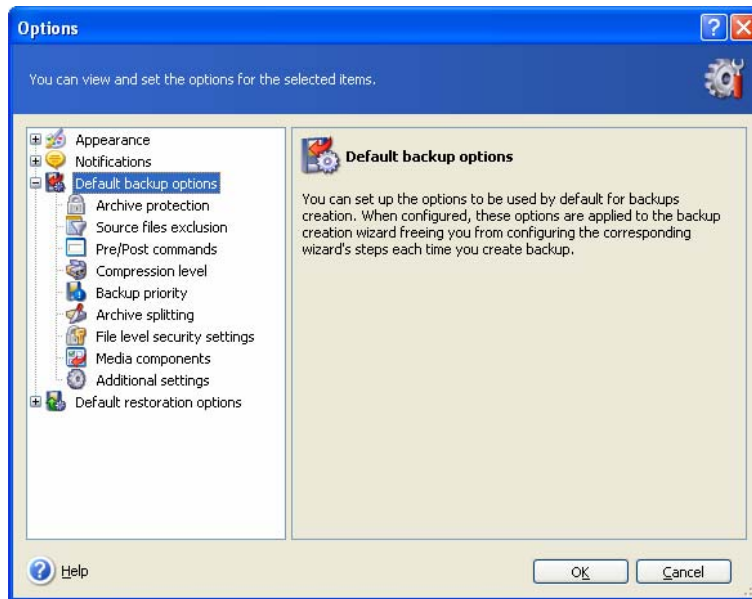 Options
You can view and set the options for the selected items.
Appearance
Notifications
Default backup options
Archive protection
Source files exclusion
Pre/Post commands
Compression level
Backup priority
Archive splitting
File level security settings
Media components
Additional settings
Default restoration options
Default backup options
You can set up the options to be used by default for backups
creation. When configured, these options are applied to the backup
creation wizard freeing you from configuring the corresponding
wizard's steps each time you create backup.
Help
OK
Cancel